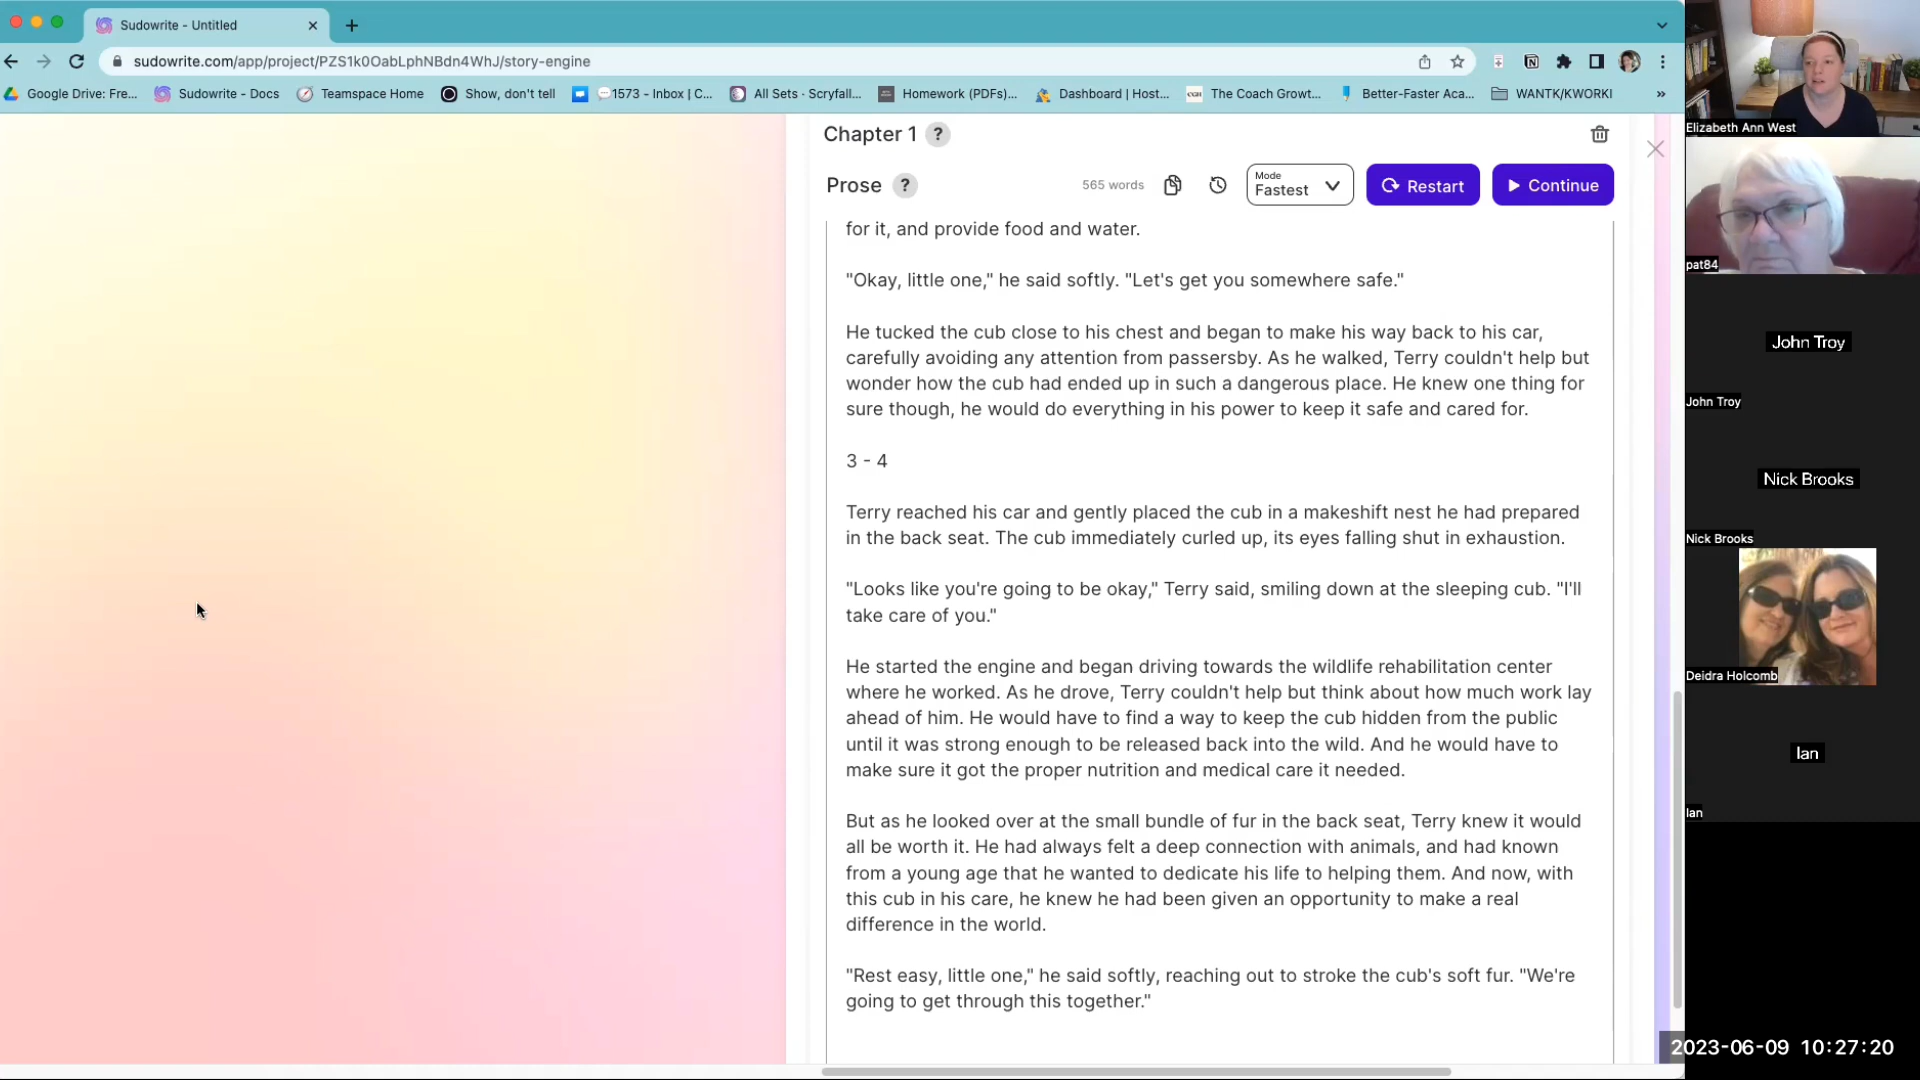 Sudowrite - Untitled
sudowrite.com/app/project/PZS1k0OabLphNBdn4WhJ/story-engine
Google Drive: Fre...
Sudowrite - Docs
Teamspace Home
Show, don't tell
1573 - Inbox | C...
All Sets · Scryfall...
Homework (PDFs)...
Dashboard | Host...
The Coach Growt...
Better-Faster Aca...
WANTK/KWORKI
Chapter 1 ?
Prose ?
565 words
Mode
Fastest
Restart
Continue
for it, and provide food and water.
"Okay, little one," he said softly. "Let's get you somewhere safe."
He tucked the cub close to his chest and began to make his way back to his car,
carefully avoiding any attention from passersby. As he walked, Terry couldn't help but
wonder how the cub had ended up in such a dangerous place. He knew one thing for
sure though, he would do everything in his power to keep it safe and cared for.
3 - 4
Terry reached his car and gently placed the cub in a makeshift nest he had prepared
in the back seat. The cub immediately curled up, its eyes falling shut in exhaustion.
"Looks like you're going to be okay," Terry said, smiling down at the sleeping cub. "I'll
take care of you."
He started the engine and began driving towards the wildlife rehabilitation center
where he worked. As he drove, Terry couldn't help but think about how much work lay
ahead of him. He would have to find a way to keep the cub hidden from the public
until it was strong enough to be released back into the wild. And he would have to
make sure it got the proper nutrition and medical care it needed.
But as he looked over at the small bundle of fur in the back seat, Terry knew it would
all be worth it. He had always felt a deep connection with animals, and had known
from a young age that he wanted to dedicate his life to helping them. And now, with
this cub in his care, he knew he had been given an opportunity to make a real
difference in the world.
"Rest easy, little one," he said softly, reaching out to stroke the cub's soft fur. "We're
going to get through this together."
Elizabeth Ann West
pat84
John Troy
John Troy
Nick Brooks
Nick Brooks
Deidra Holcomb
Ian
Ian
2023-06-09 10:27:20